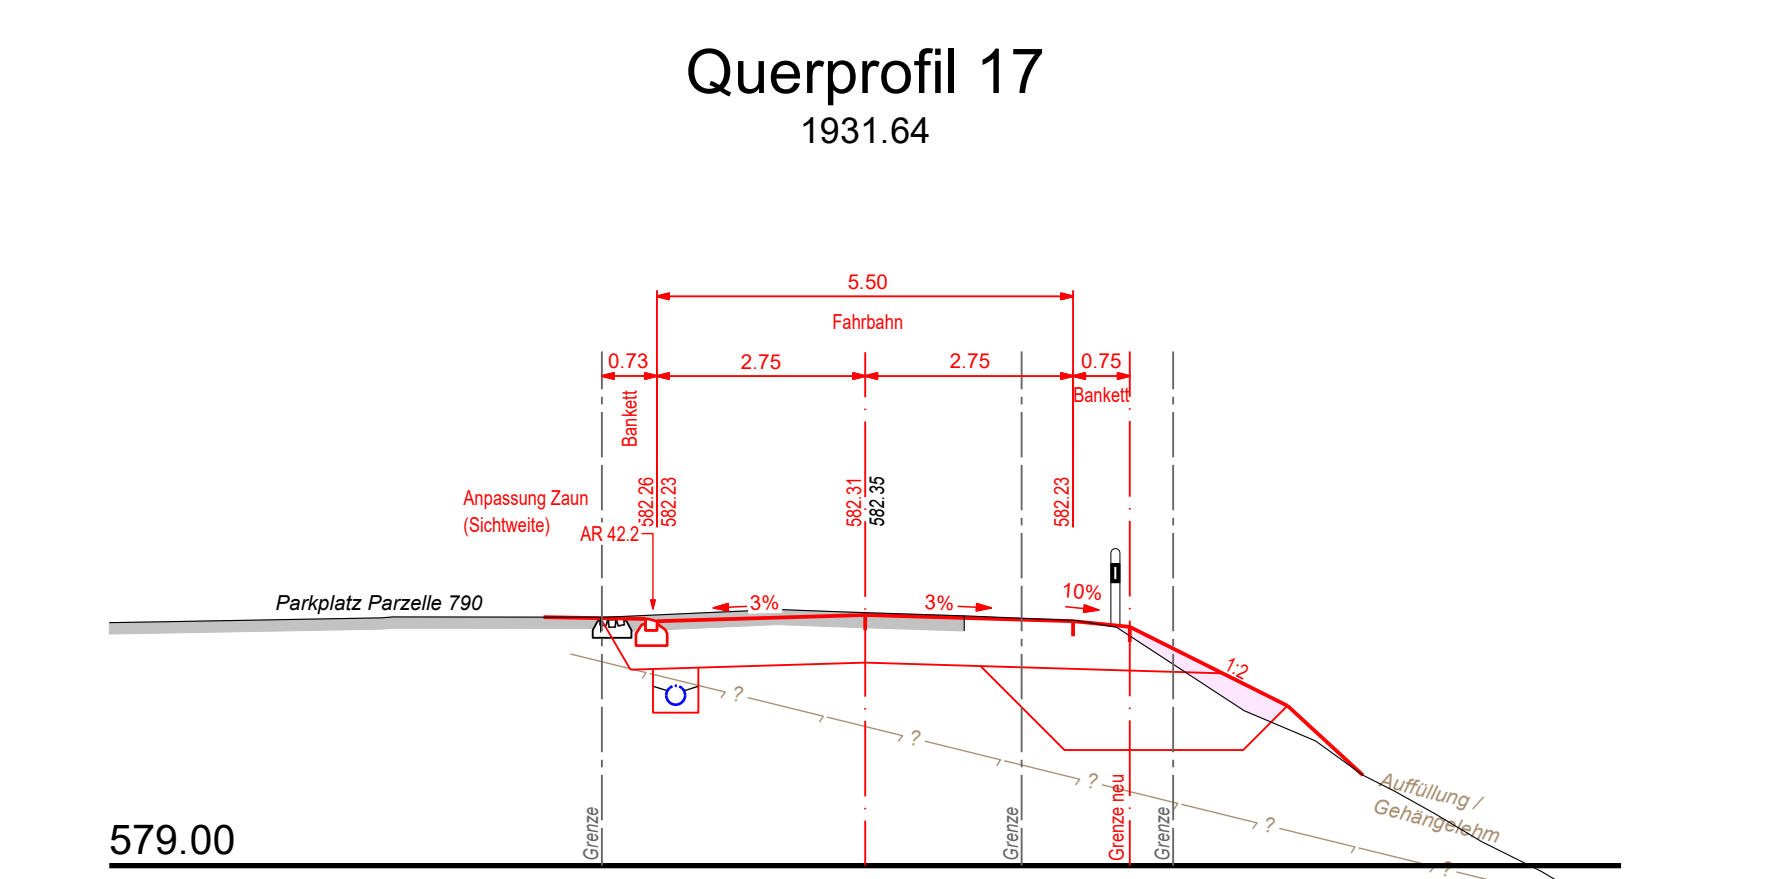 Querprofil 17
1931.64
5.50
Fahrbahn
0.73
2.75
2.75
0.75
Bankett
Bankett
582.26
582.23
582.31
582.35
582.23
Anpassung Zaun
(Sichtweite)
AR 42.2
Parkplatz Parzelle 790
3%
3%
10%
1:2
?
?
?
?
?
Auffüllung /
Gehängelehm
Grenze
Grenze
Grenze neu
Grenze
579.00